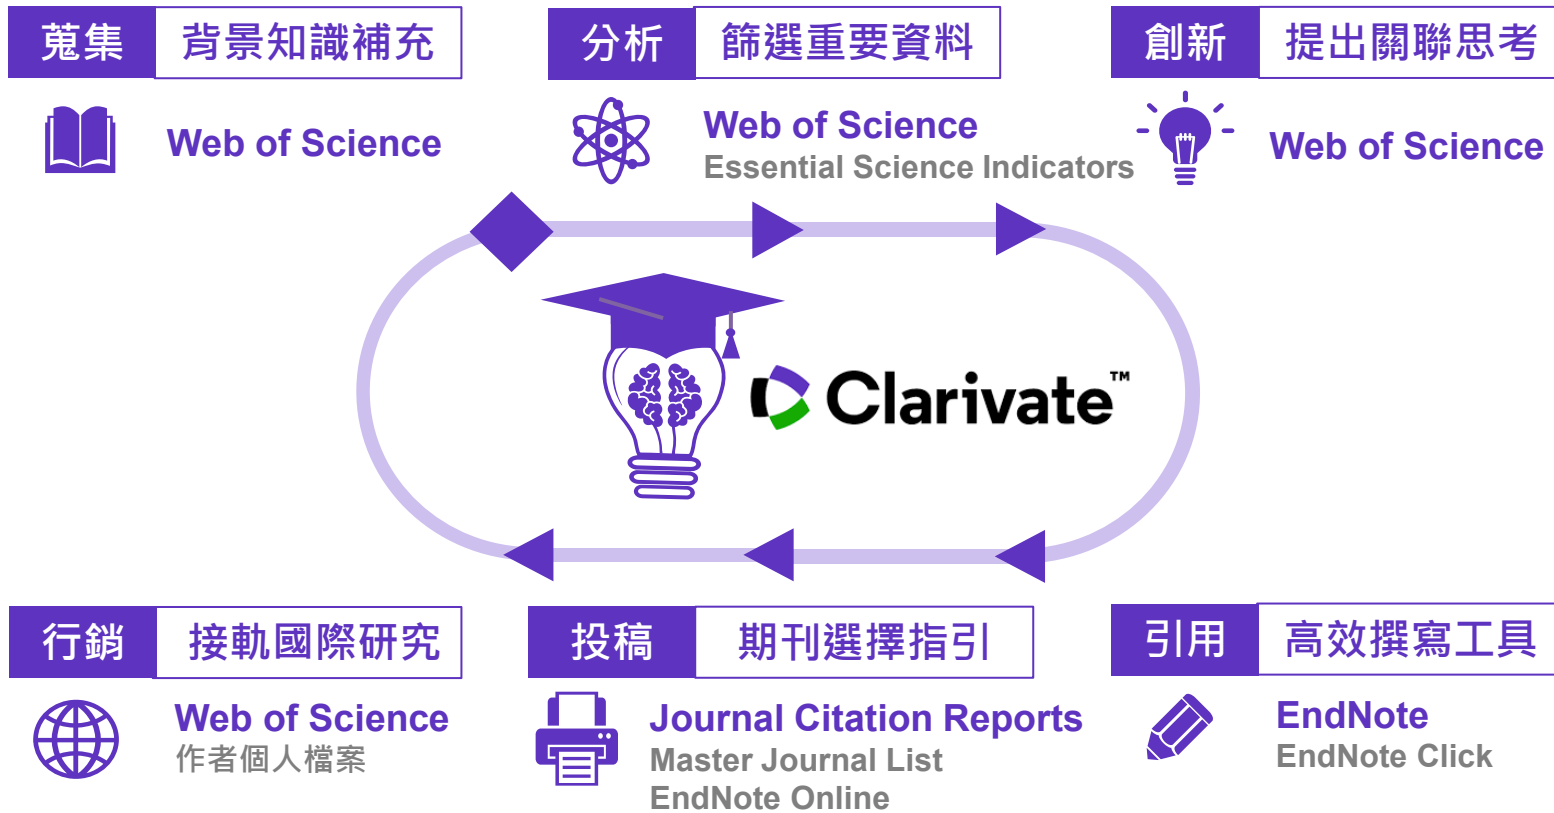 蒐集 背景知識補充
Web of Science
分析 篩選重要資料
Web of Science
Essential Science Indicators
創新 提出關聯思考
Web of Science
Clarivate™
行銷 接軌國際研究
Web of Science
作者個人檔案
投稿 期刊選擇指引
Journal Citation Reports
Master Journal List
EndNote Online
引用 高效撰寫工具
EndNote
EndNote Click